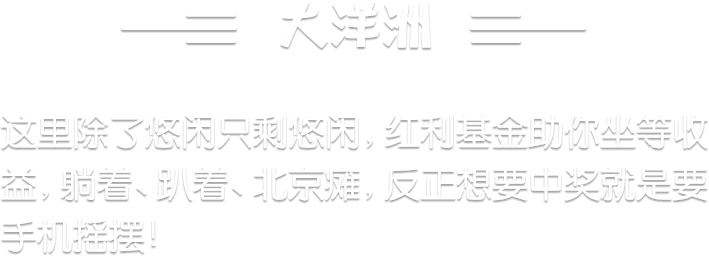 大洋洲
这里除了悠闲只剩悠闲，红利基金助你坐等收
益，躺着、趴着、北京瘫，反正想要中奖就是要
手机摇摆！